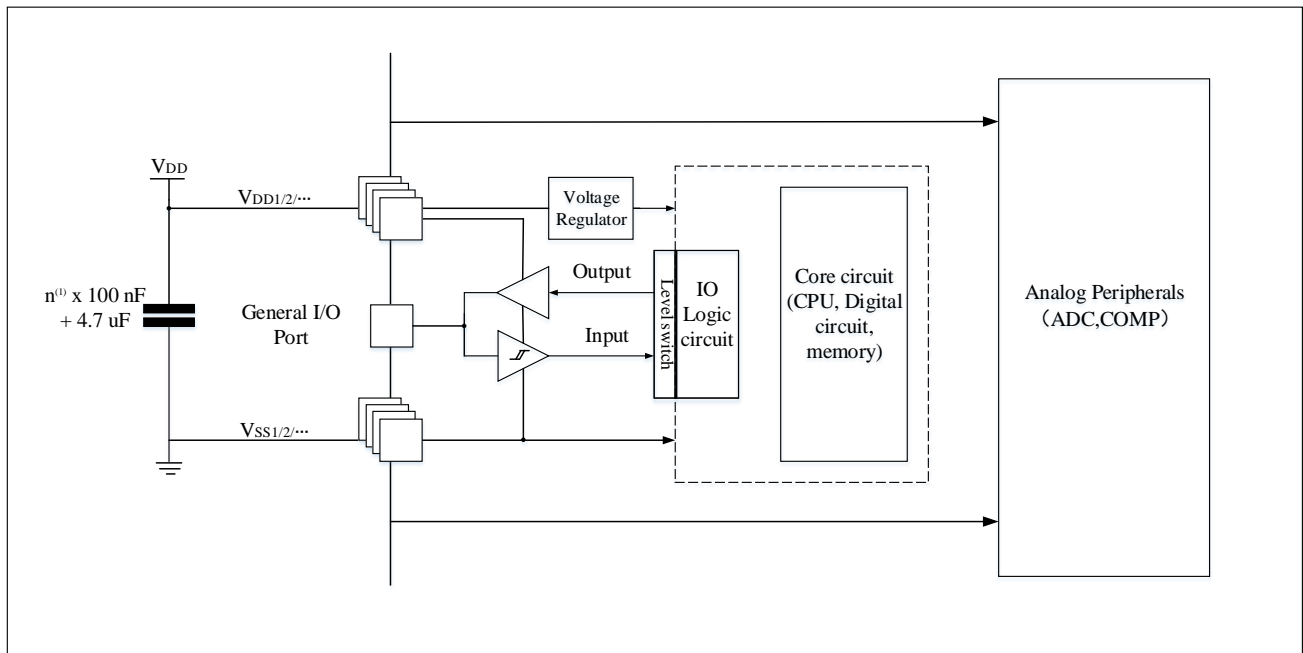 VDD
VDD1/2/···
n(1) x 100 nF
+ 4.7 uF
General I/O
Port
VSS1/2/···
Voltage
Regulator
Output
Input
Level switch
IO
Logic
circuit
Core circuit
(CPU, Digital
circuit,
memory)
Analog Peripherals
（ADC,COMP）